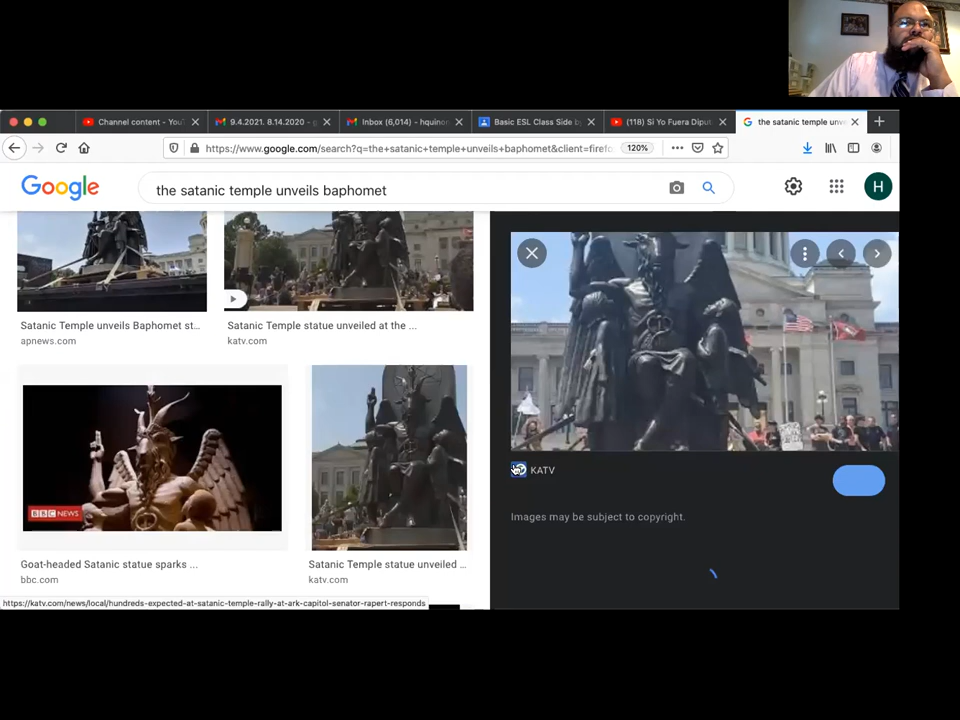 Channel content - YouT
9.4.2021. 8.14.2020 - g
Inbox (6,014) - hquinon
Basic ESL Class Side b
(118) Si Yo Fuera Diput
the satanic temple unve
https://www.google.com/search?q=the+satanic+temple+unveils+baphomet&client=firefo
120%
Google
the satanic temple unveils baphomet
H
Satanic Temple unveils Baphomet st...
apnews.com
Satanic Temple statue unveiled at the ...
katv.com
BBC NEWS
Goat-headed Satanic statue sparks ...
bbc.com
Satanic Temple statue unveiled ...
katv.com
KATV
Images may be subject to copyright.
https://katv.com/news/local/hundreds-expected-at-satanic-temple-rally-at-ark-capitol-senator-rapert-responds